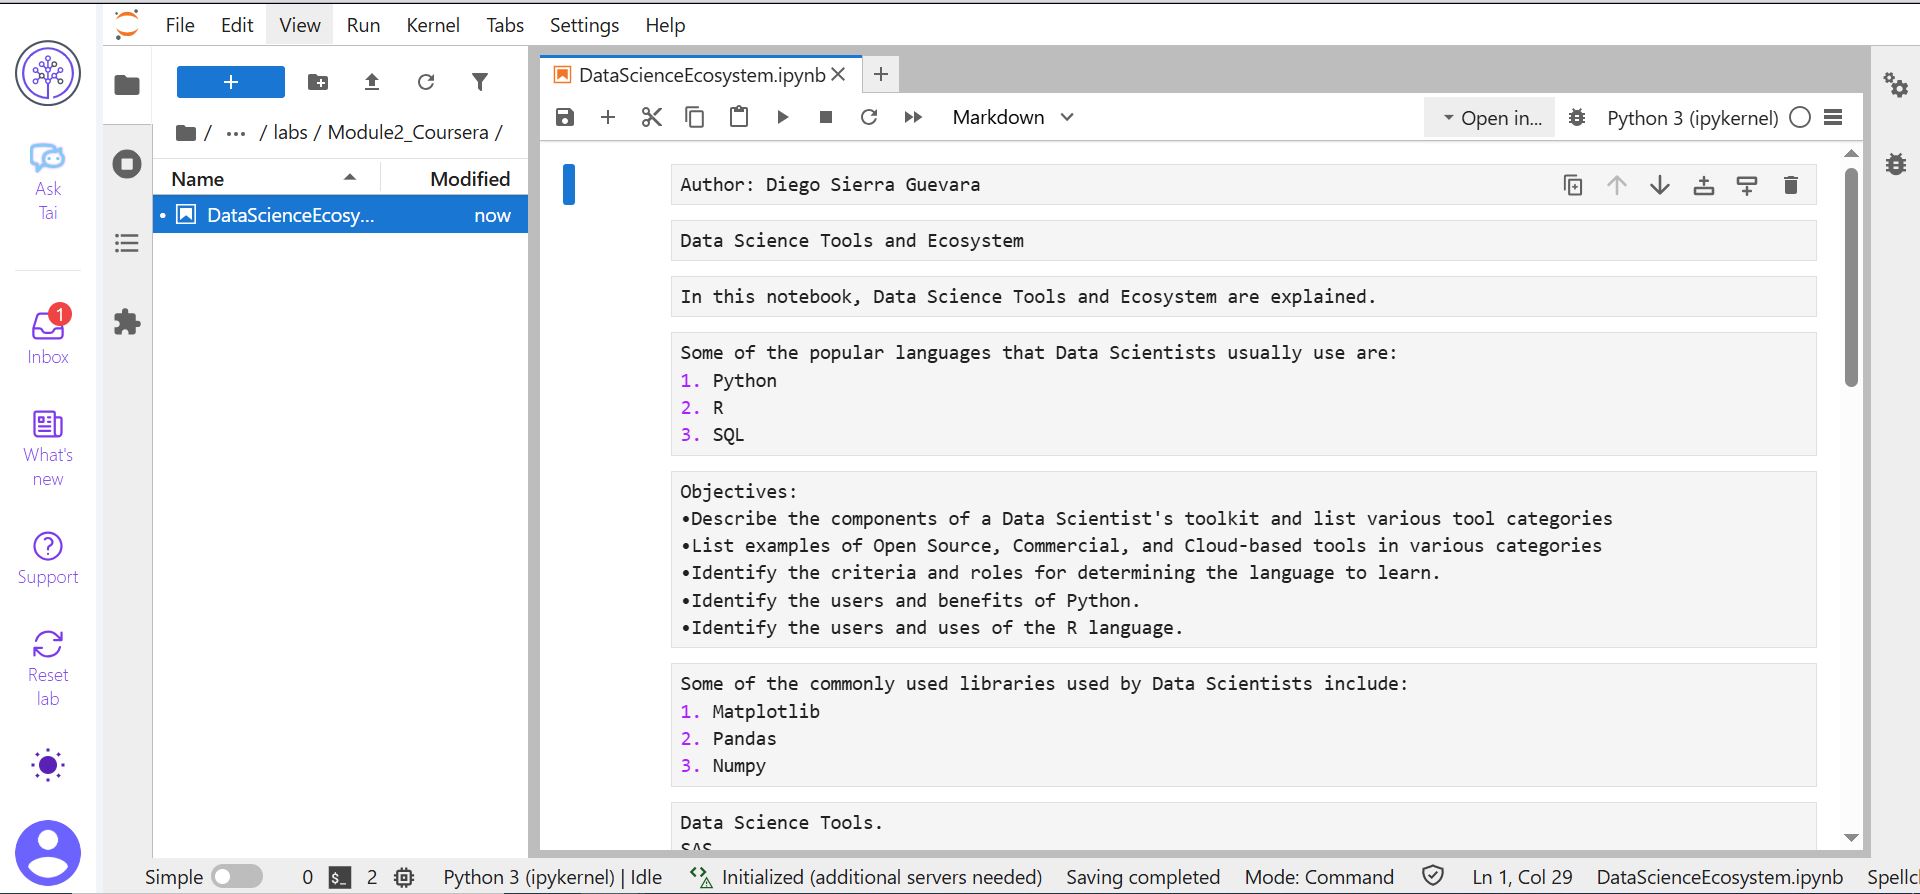 File Edit View Run Kernel Tabs Settings Help
Ask
Tai
1
Inbox
What's
new
Support
Reset
lab
+
/ ... / labs / Module2_Coursera /
Name Modified
• DataScienceEcosy... now
DataScienceEcosystem.ipynb
Markdown Open in... Python 3 (ipykernel)
Author: Diego Sierra Guevara
Data Science Tools and Ecosystem
In this notebook, Data Science Tools and Ecosystem are explained.
Some of the popular languages that Data Scientists usually use are:
1. Python
2. R
3. SQL
Objectives:
•Describe the components of a Data Scientist's toolkit and list various tool categories
•List examples of Open Source, Commercial, and Cloud-based tools in various categories
•Identify the criteria and roles for determining the language to learn.
•Identify the users and benefits of Python.
•Identify the users and uses of the R language.
Some of the commonly used libraries used by Data Scientists include:
1. Matplotlib
2. Pandas
3. Numpy
Data Science Tools.
SAS
Simple 0 $_ 2 Python 3 (ipykernel) | Idle Initialized (additional servers needed) Saving completed Mode: Command Ln 1, Col 29 DataScienceEcosystem.ipynb Spellc